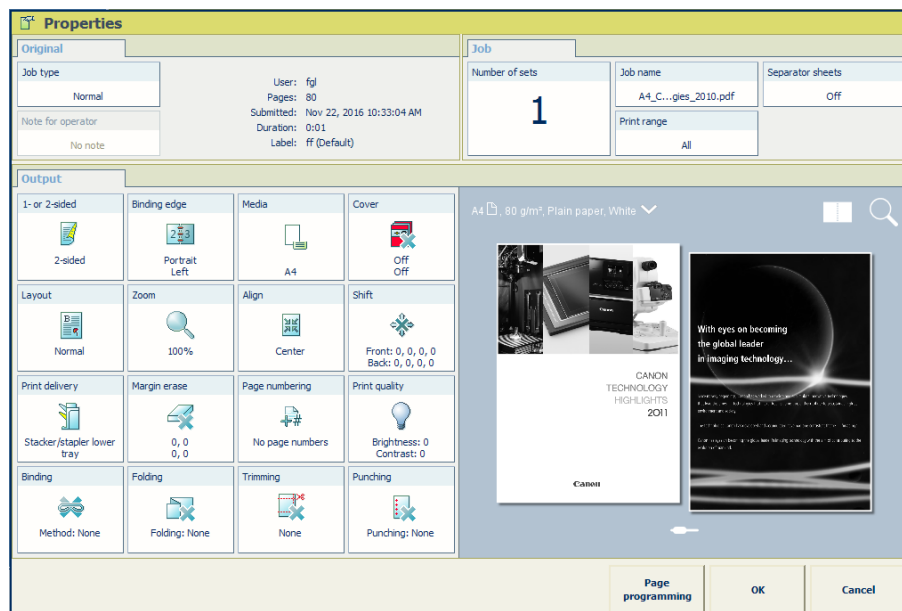 Properties
Original
Job type
Normal
Note for operator
No note
User: fgl
Pages: 80
Submitted: Nov 22, 2016 10:33:04 AM
Duration: 0:01
Label: ff (Default)
Job
Number of sets
1
Job name
A4_C...gies_2010.pdf
Print range
All
Separator sheets
Off
Output
1- or 2-sided
2-sided
Binding edge
2 3
Portrait
Left
Media
A4
Cover
Off
Off
Layout
B
Normal
Zoom
100%
Align
Center
Shift
Front: 0, 0, 0, 0
Back: 0, 0, 0, 0
Print delivery
Stacker/stapler lower
tray
Margin erase
0, 0
0, 0
Page numbering
#
No page numbers
Print quality
Brightness: 0
Contrast: 0
Binding
Method: None
Folding
Folding: None
Trimming
None
Punching
Punching: None
A4 , 80 g/m², Plain paper, White
Canon
CANON
TECHNOLOGY
HIGHLIGHTS
2011
Canon
With eyes on becoming
the global leader
in imaging technology...
Page
programming
OK
Cancel